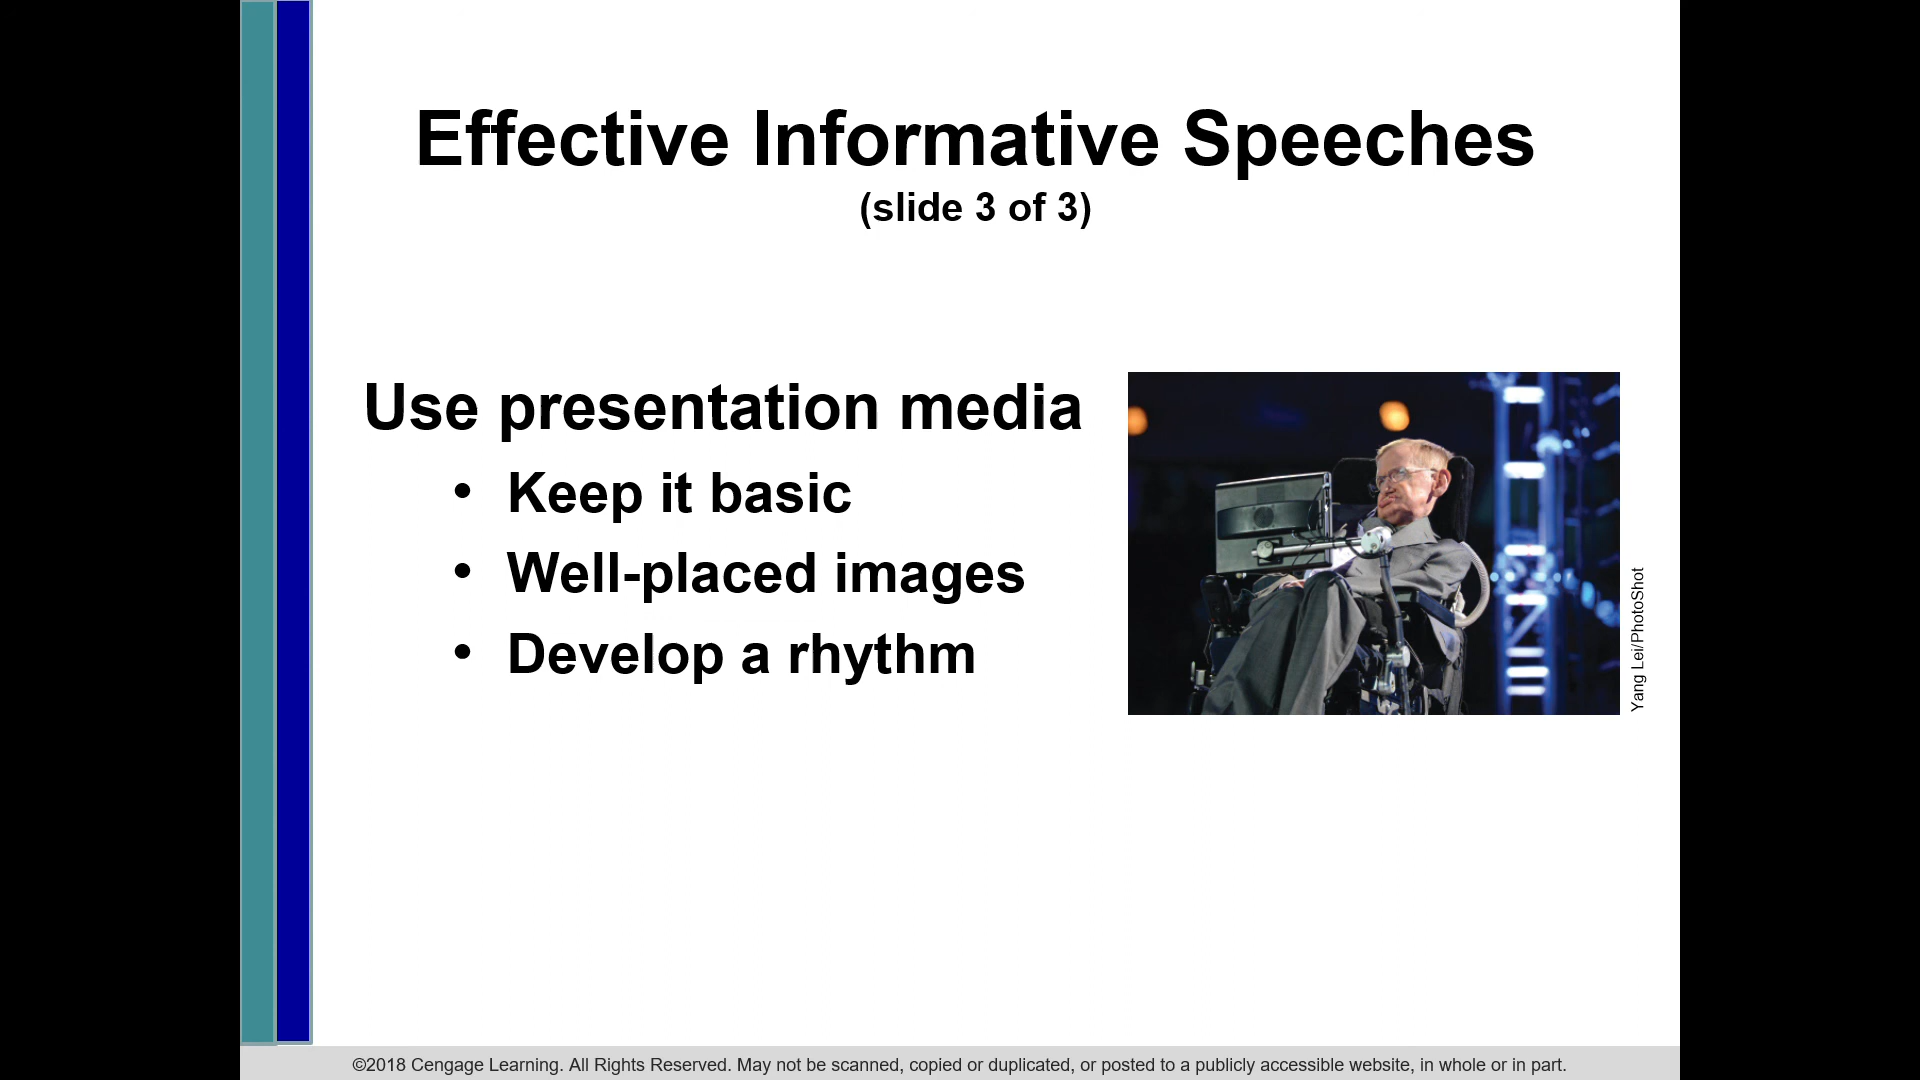 Effective Informative Speeches
(slide 3 of 3)
Use presentation media
• Keep it basic
• Well-placed images
• Develop a rhythm
Yang Lei/PhotoShot
©2018 Cengage Learning. All Rights Reserved. May not be scanned, copied or duplicated, or posted to a publicly accessible website, in whole or in part.